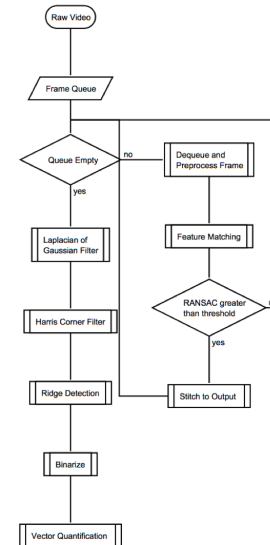 Raw Video
Frame Queue
Queue Empty
no
Dequeue and
Preprocess Frame
yes
Laplacian of
Gaussian Filter
Feature Matching
Harris Corner Filter
RANSAC greater
than threshold
yes
Ridge Detection
Stitch to Output
Binarize
Vector Quantification